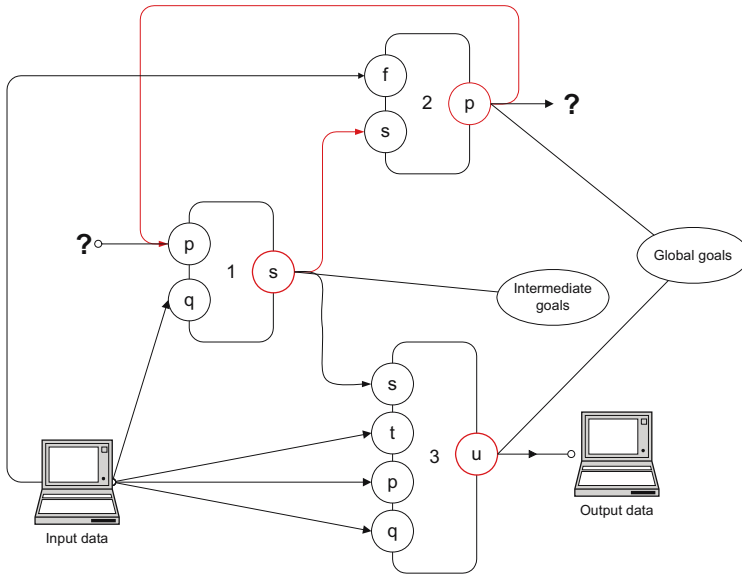 f
2
p
?
s
?
p
1
s
q
Global goals
Intermediate
goals
s
t
3
u
p
q
Input data
Output data